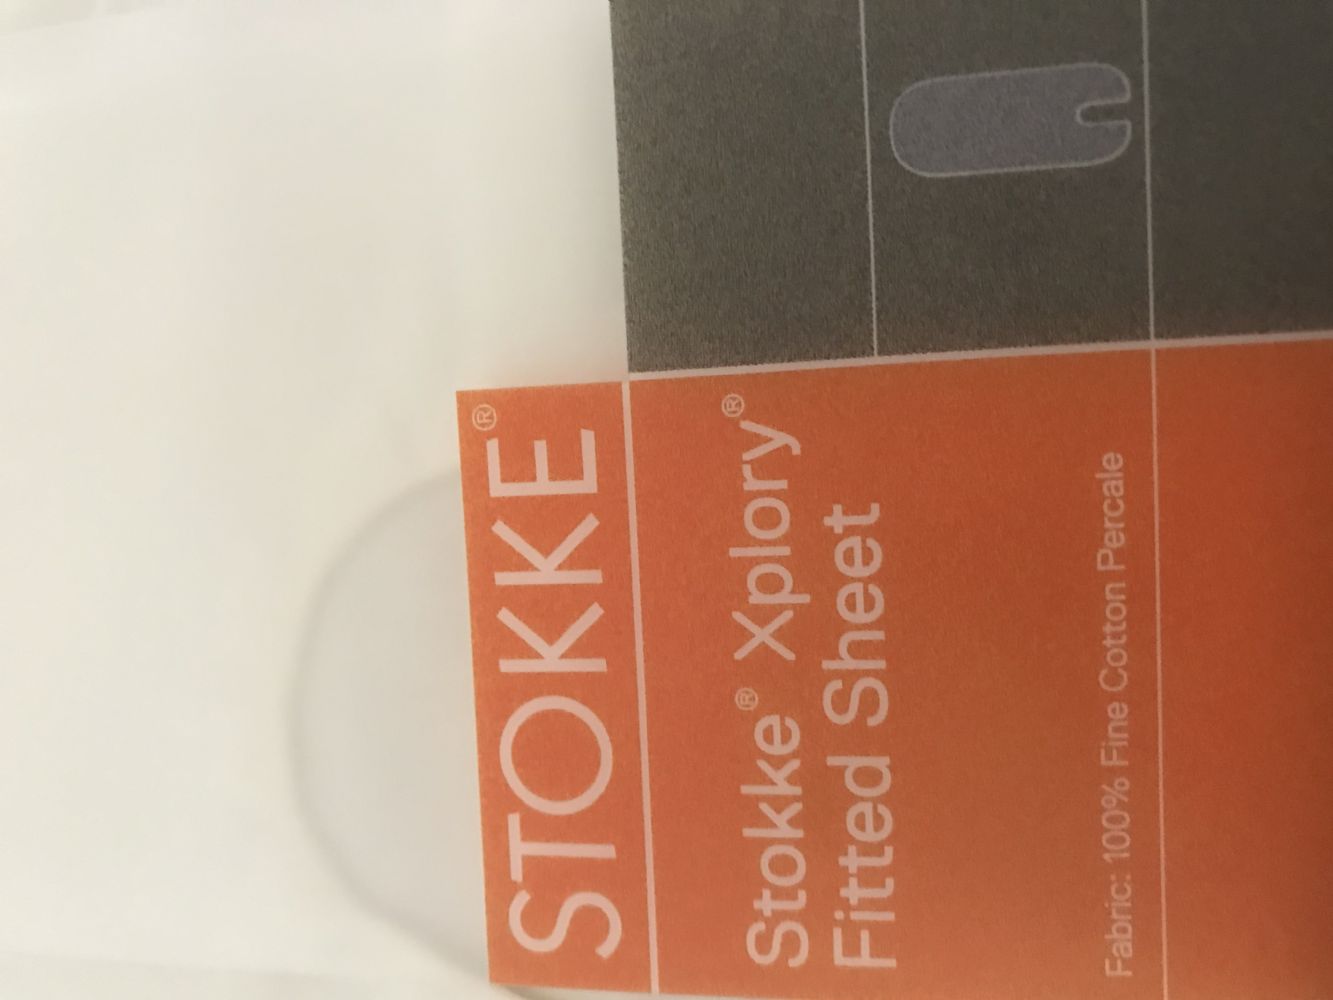 STOKKE®
Stokke® Xplory®
Fitted Sheet
Fabric: 100% Fine Cotton Percale